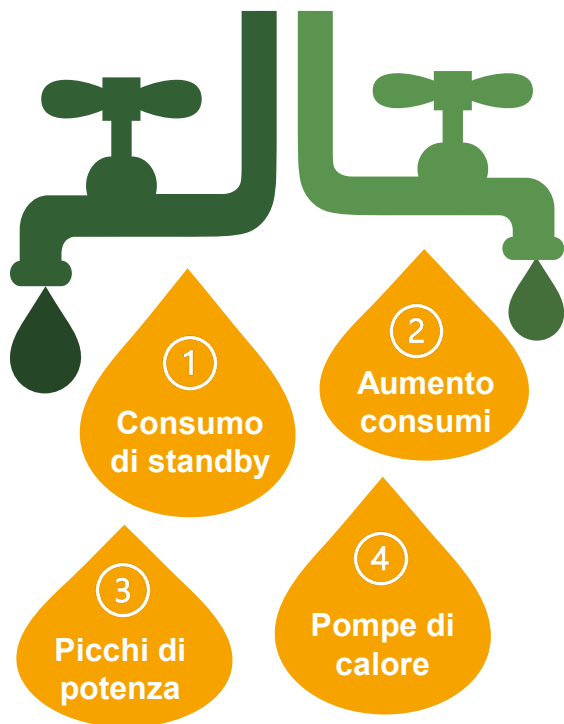 1
Consumo
di standby
2
Aumento
consumi
3
Picchi di
potenza
4
Pompe di
calore